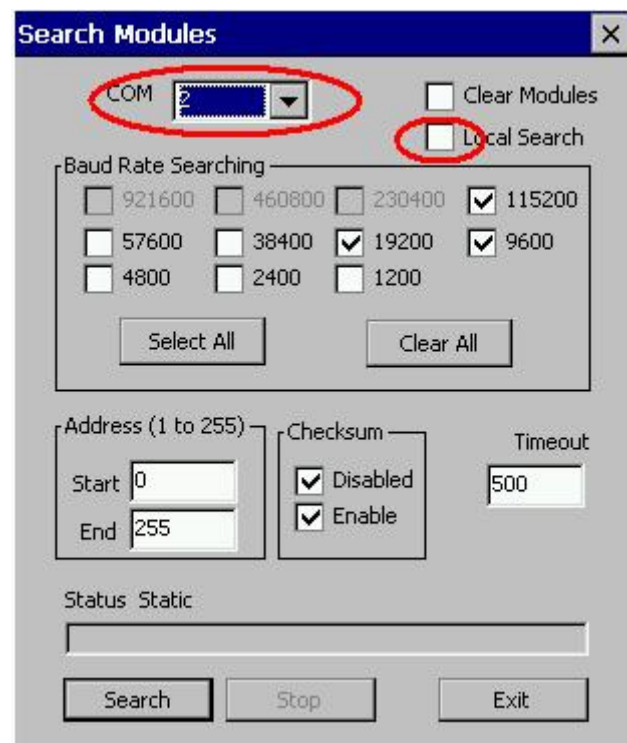 Search Modules
COM 2
Clear Modules
Local Search
Baud Rate Searching
921600 460800 230400 115200
57600 38400 19200 9600
4800 2400 1200
Select All Clear All
Address (1 to 255) Checksum Timeout
Start 0 Disabled 500
End 255 Enable
Status Static
Search Stop Exit